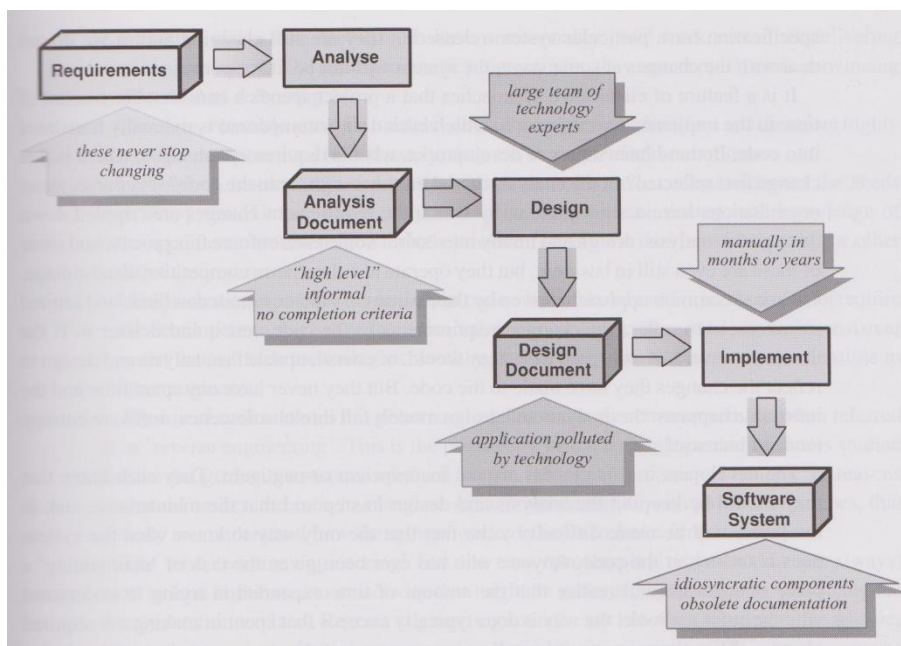 Requirements
Analyse
large team of
technology
experts
these never stop
changing
Analysis
Document
Design
manually in
months or years
"high level"
informal
no completion criteria
Design
Document
Implement
application polluted
by technology
Software
System
idiosyncratic components
obsolete documentation